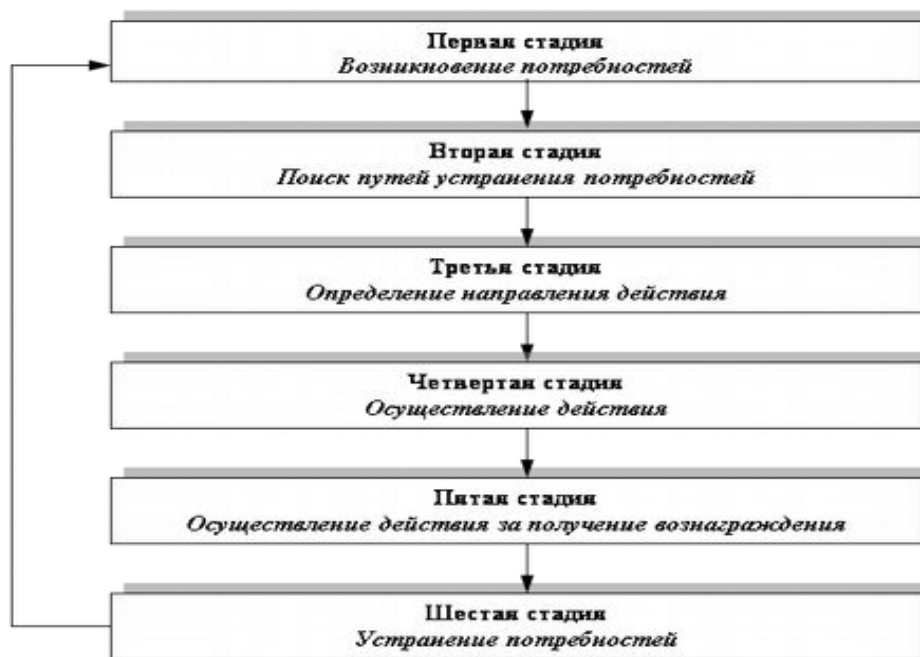 Первая стадия
Возникновение потребностей
Вторая стадия
Поиск путей устранения потребностей
Третья стадия
Определение направления действия
Четвертая стадия
Осуществление действия
Пятая стадия
Осуществление действия за получение вознаграждения
Шестая стадия
Устранение потребностей